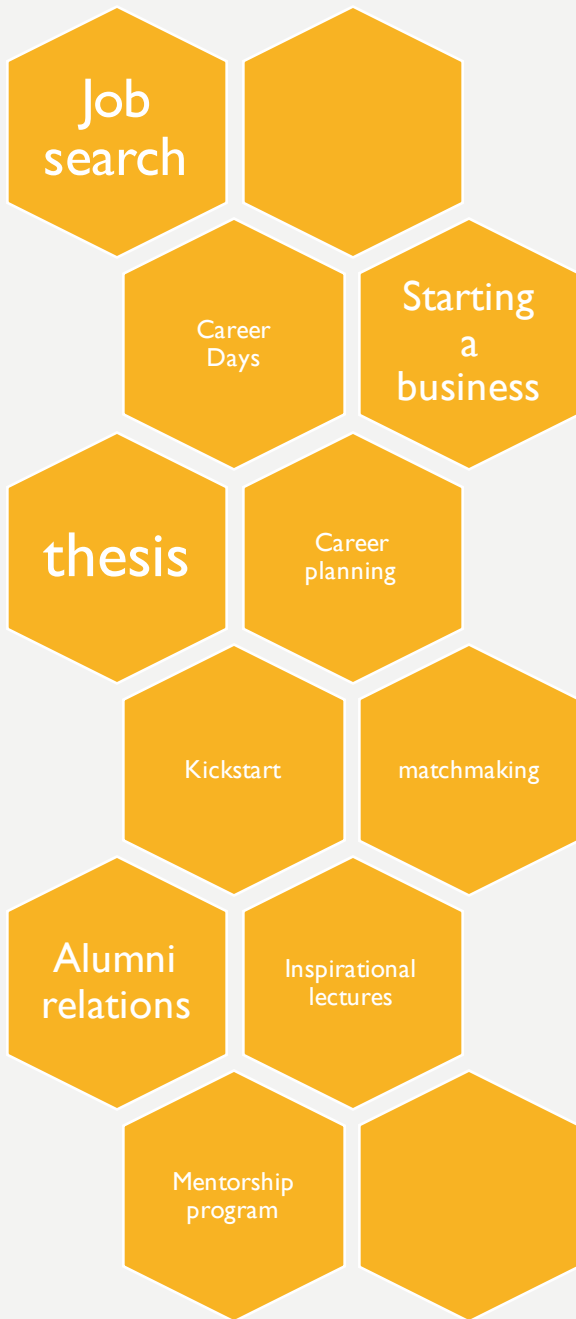 Job
search
Career
Days
Starting
a
business
thesis
Career
planning
Kickstart
matchmaking
Alumni
relations
Inspirational
lectures
Mentorship
program